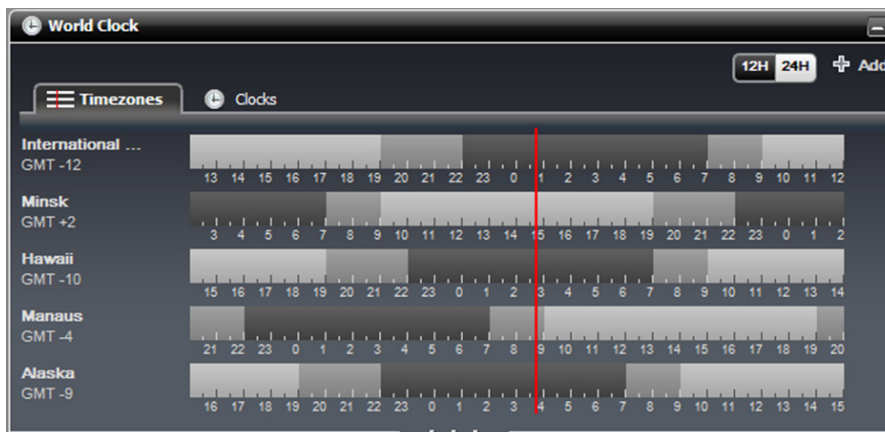 World Clock
12H 24H Add
Timezones Clocks
International ...
GMT -12
13 14 15 16 17 18 19 20 21 22 23 0 1 2 3 4 5 6 7 8 9 10 11 12
Minsk
GMT +2
3 4 5 6 7 8 9 10 11 12 13 14 15 16 17 18 19 20 21 22 23 0 1 2
Hawaii
GMT -10
15 16 17 18 19 20 21 22 23 0 1 2 3 4 5 6 7 8 9 10 11 12 13 14
Manaus
GMT -4
21 22 23 0 1 2 3 4 5 6 7 8 9 10 11 12 13 14 15 16 17 18 19 20
Alaska
GMT -9
16 17 18 19 20 21 22 23 0 1 2 3 4 5 6 7 8 9 10 11 12 13 14 15